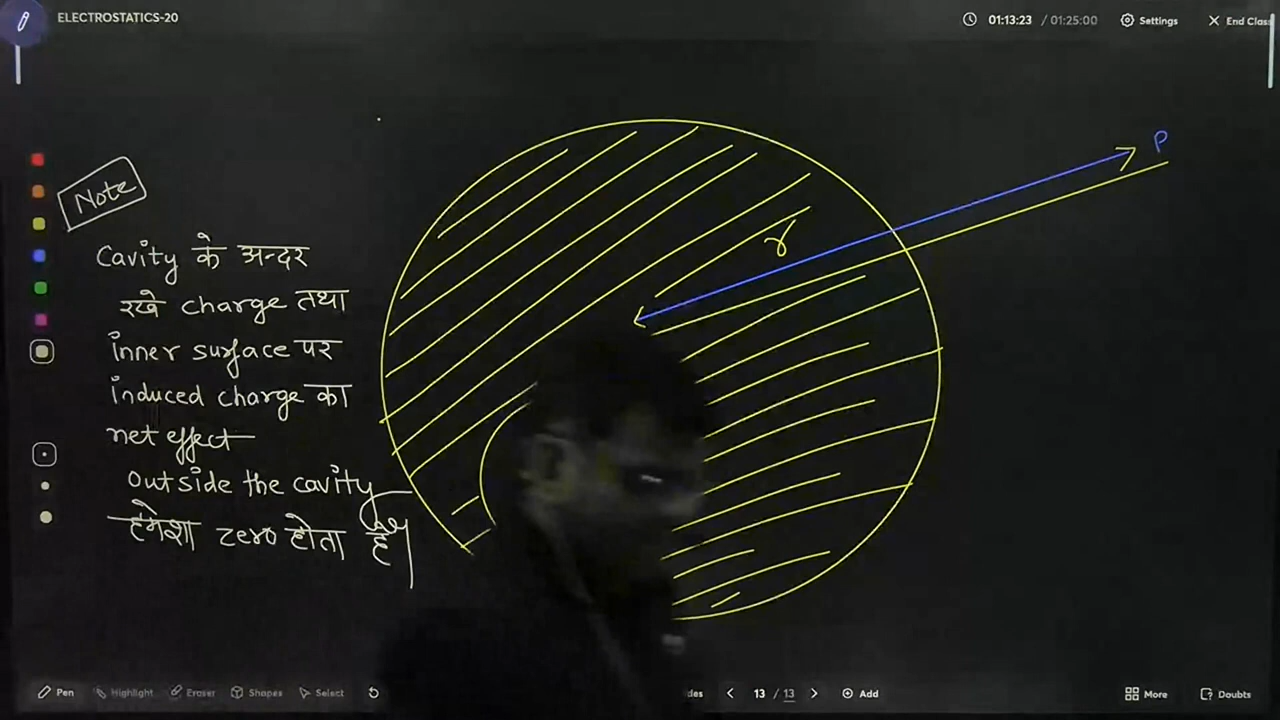 ELECTROSTATICS-20
01:13:23 / 01:25:00
Settings
End Class
P
Note
r
Cavity के अन्दर
रखे charge तथा
inner surface पर
induced charge का
net effect
outside the cavity
हमेशा zero होता है।
Pen
Highlight
Eraser
Shapes
Select
13 / 13
Add
More
Doubts